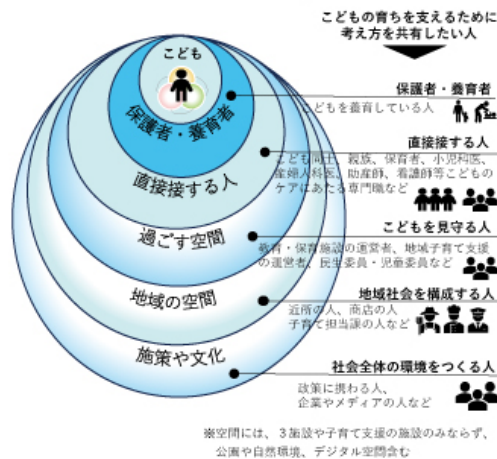 こどもの育ちを支えるために
考え方を共有したい人
こども
保護者・養育者
直接接する人
過ごす空間
地域の空間
施策や文化
保護者・養育者
こどもを養育している人
直接接する人
こども同士、親族、保育者、小児科医、
産婦人科医、助産師、看護師等こどもの
ケアにあたる専門職など
こどもを見守る人
教育・保育施設の運営者、地域子育て支援
の運営者、民生委員・児童委員など
地域社会を構成する人
近所の人、商店の人
子育て担当課の人など
社会全体の環境をつくる人
政策に携わる人、
企業やメディアの人など
※空間には、3施設や子育て支援の施設のみならず、
公園や自然環境、デジタル空間含む